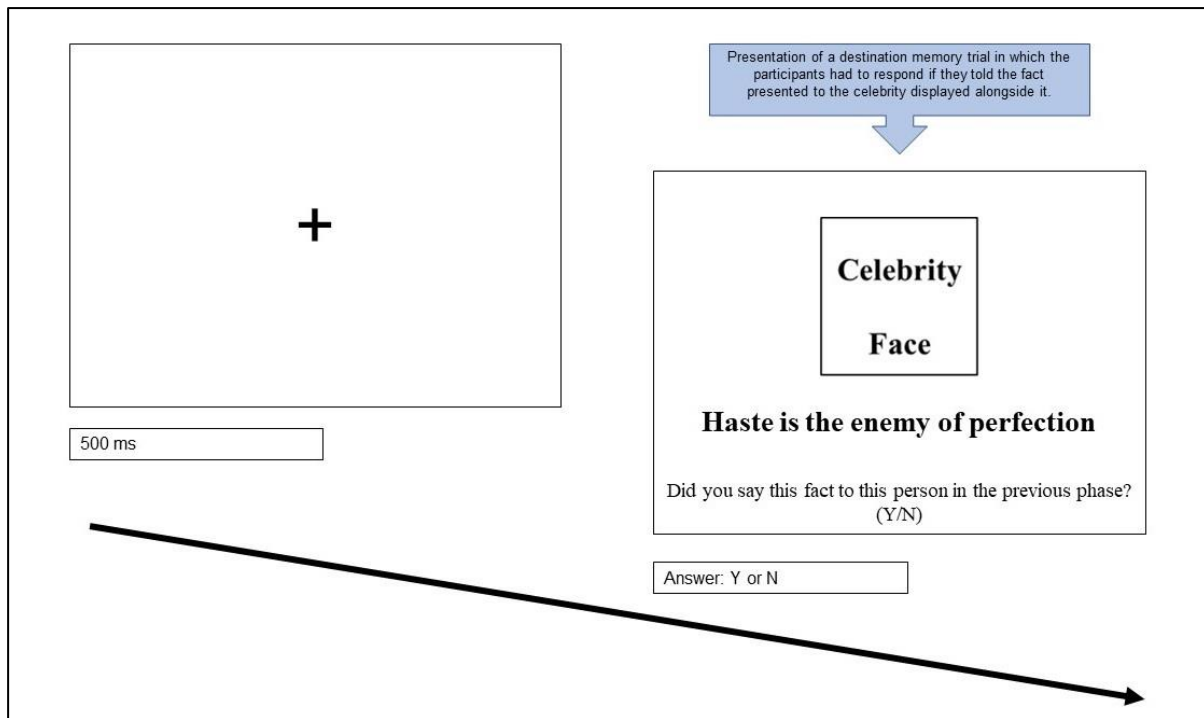 +
500 ms
Presentation of a destination memory trial in which the
participants had to respond if they told the fact
presented to the celebrity displayed alongside it.
Celebrity
Face
Haste is the enemy of perfection
Did you say this fact to this person in the previous phase?
(Y/N)
Answer: Y or N